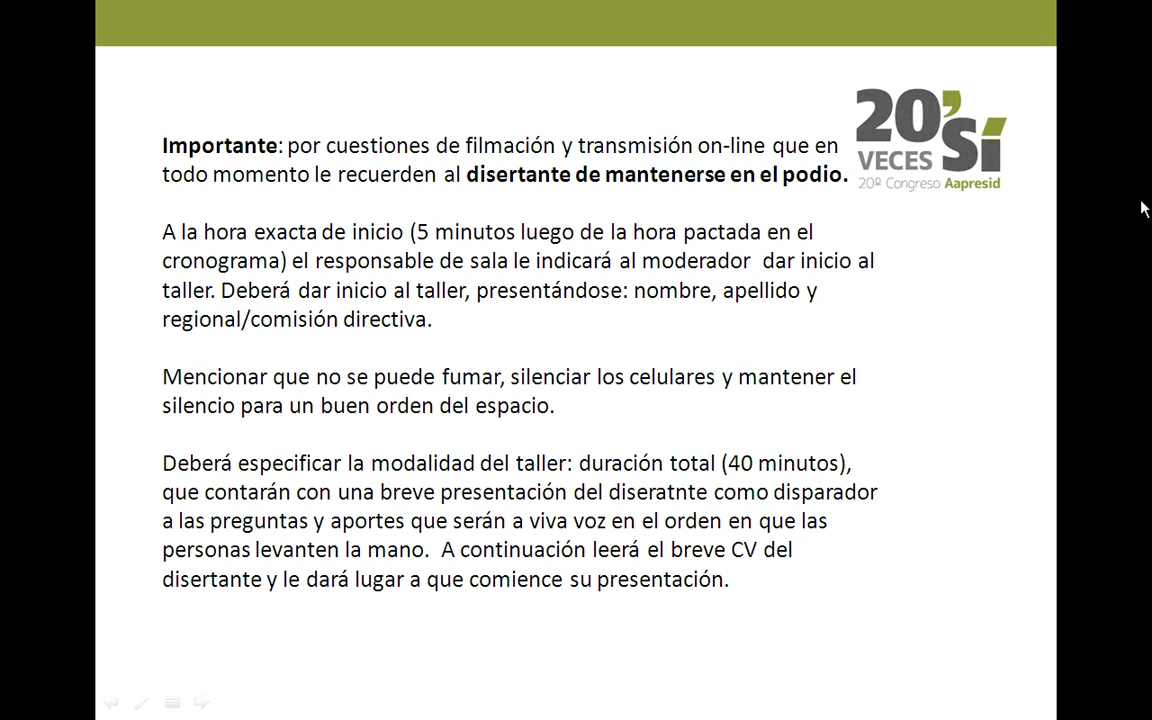 20’Sí
VECES
20º Congreso Aapresid
Importante: por cuestiones de filmación y transmisión on-line que en
todo momento le recuerden al disertante de mantenerse en el podio.
A la hora exacta de inicio (5 minutos luego de la hora pactada en el
cronograma) el responsable de sala le indicará al moderador  dar inicio al
taller. Deberá dar inicio al taller, presentándose: nombre, apellido y
regional/comisión directiva.
Mencionar que no se puede fumar, silenciar los celulares y mantener el
silencio para un buen orden del espacio.
Deberá especificar la modalidad del taller: duración total (40 minutos),
que contarán con una breve presentación del diseratnte como disparador
a las preguntas y aportes que serán a viva voz en el orden en que las
personas levanten la mano.  A continuación leerá el breve CV del
disertante y le dará lugar a que comience su presentación.